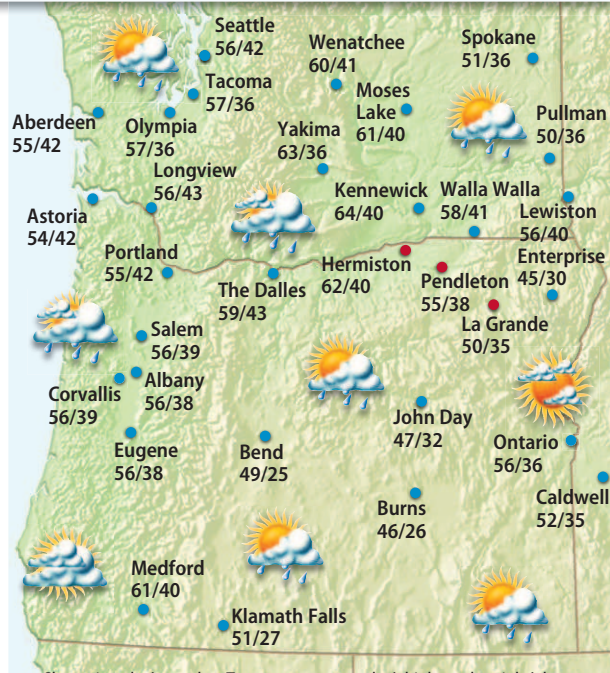 Seattle
56/42
Wenatchee
60/41
Spokane
51/36
Tacoma
57/36
Moses
Lake
61/40
Pullman
50/36
Aberdeen
55/42
Olympia
57/36
Yakima
63/36
Longview
56/43
Kennewick
64/40
Walla Walla
58/41
Lewiston
56/40
Astoria
54/42
Portland
55/42
The Dalles
59/43
Hermiston
62/40
Pendleton
55/38
Enterprise
45/30
La Grande
50/35
Salem
56/39
Corvallis
56/39
Albany
56/38
John Day
47/32
Eugene
56/38
Bend
49/25
Ontario
56/36
Burns
46/26
Caldwell
52/35
Medford
61/40
Klamath Falls
51/27